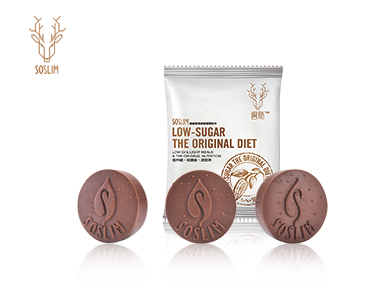 SOSLIM
SOSLIM
LOW-SUGAR
THE ORIGINAL DIET
LOW GI & LIGHT MEALS
& THE ORIGINAL NUTRITION
SUGAR THE ORIGINAL DIET
SOSLIM
SOSLIM
SOSLIM